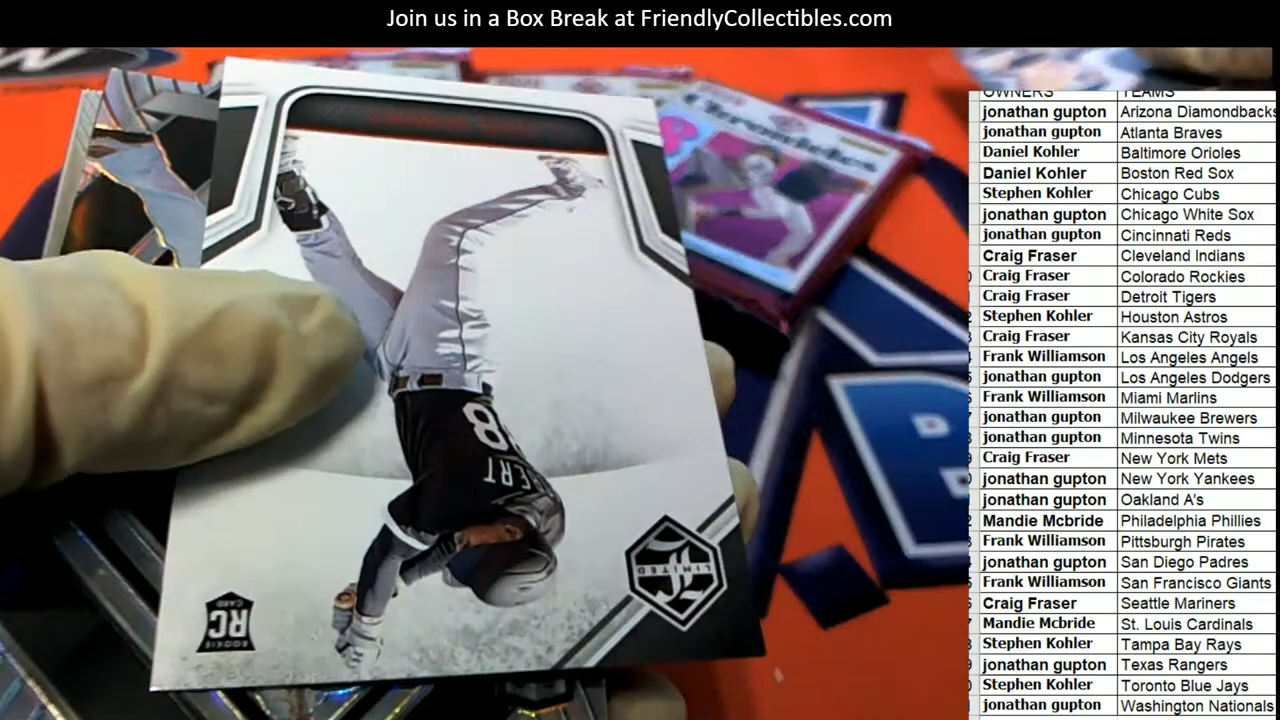 Join us in a Box Break at FriendlyCollectibles.com
OWNERS TEAMS
jonathan gupton Arizona Diamondbacks
jonathan gupton Atlanta Braves
Daniel Kohler Baltimore Orioles
Daniel Kohler Boston Red Sox
Stephen Kohler Chicago Cubs
jonathan gupton Chicago White Sox
jonathan gupton Cincinnati Reds
Craig Fraser Cleveland Indians
Craig Fraser Colorado Rockies
Craig Fraser Detroit Tigers
Stephen Kohler Houston Astros
Craig Fraser Kansas City Royals
Frank Williamson Los Angeles Angels
jonathan gupton Los Angeles Dodgers
Frank Williamson Miami Marlins
jonathan gupton Milwaukee Brewers
jonathan gupton Minnesota Twins
Craig Fraser New York Mets
jonathan gupton New York Yankees
jonathan gupton Oakland A's
Mandie Mcbride Philadelphia Phillies
Frank Williamson Pittsburgh Pirates
jonathan gupton San Diego Padres
Frank Williamson San Francisco Giants
Craig Fraser Seattle Mariners
Mandie Mcbride St. Louis Cardinals
Stephen Kohler Tampa Bay Rays
jonathan gupton Texas Rangers
Stephen Kohler Toronto Blue Jays
jonathan gupton Washington Nationals
Chronicles
88
ERT
LIMITED
RC
ROOKIE
CARD
B